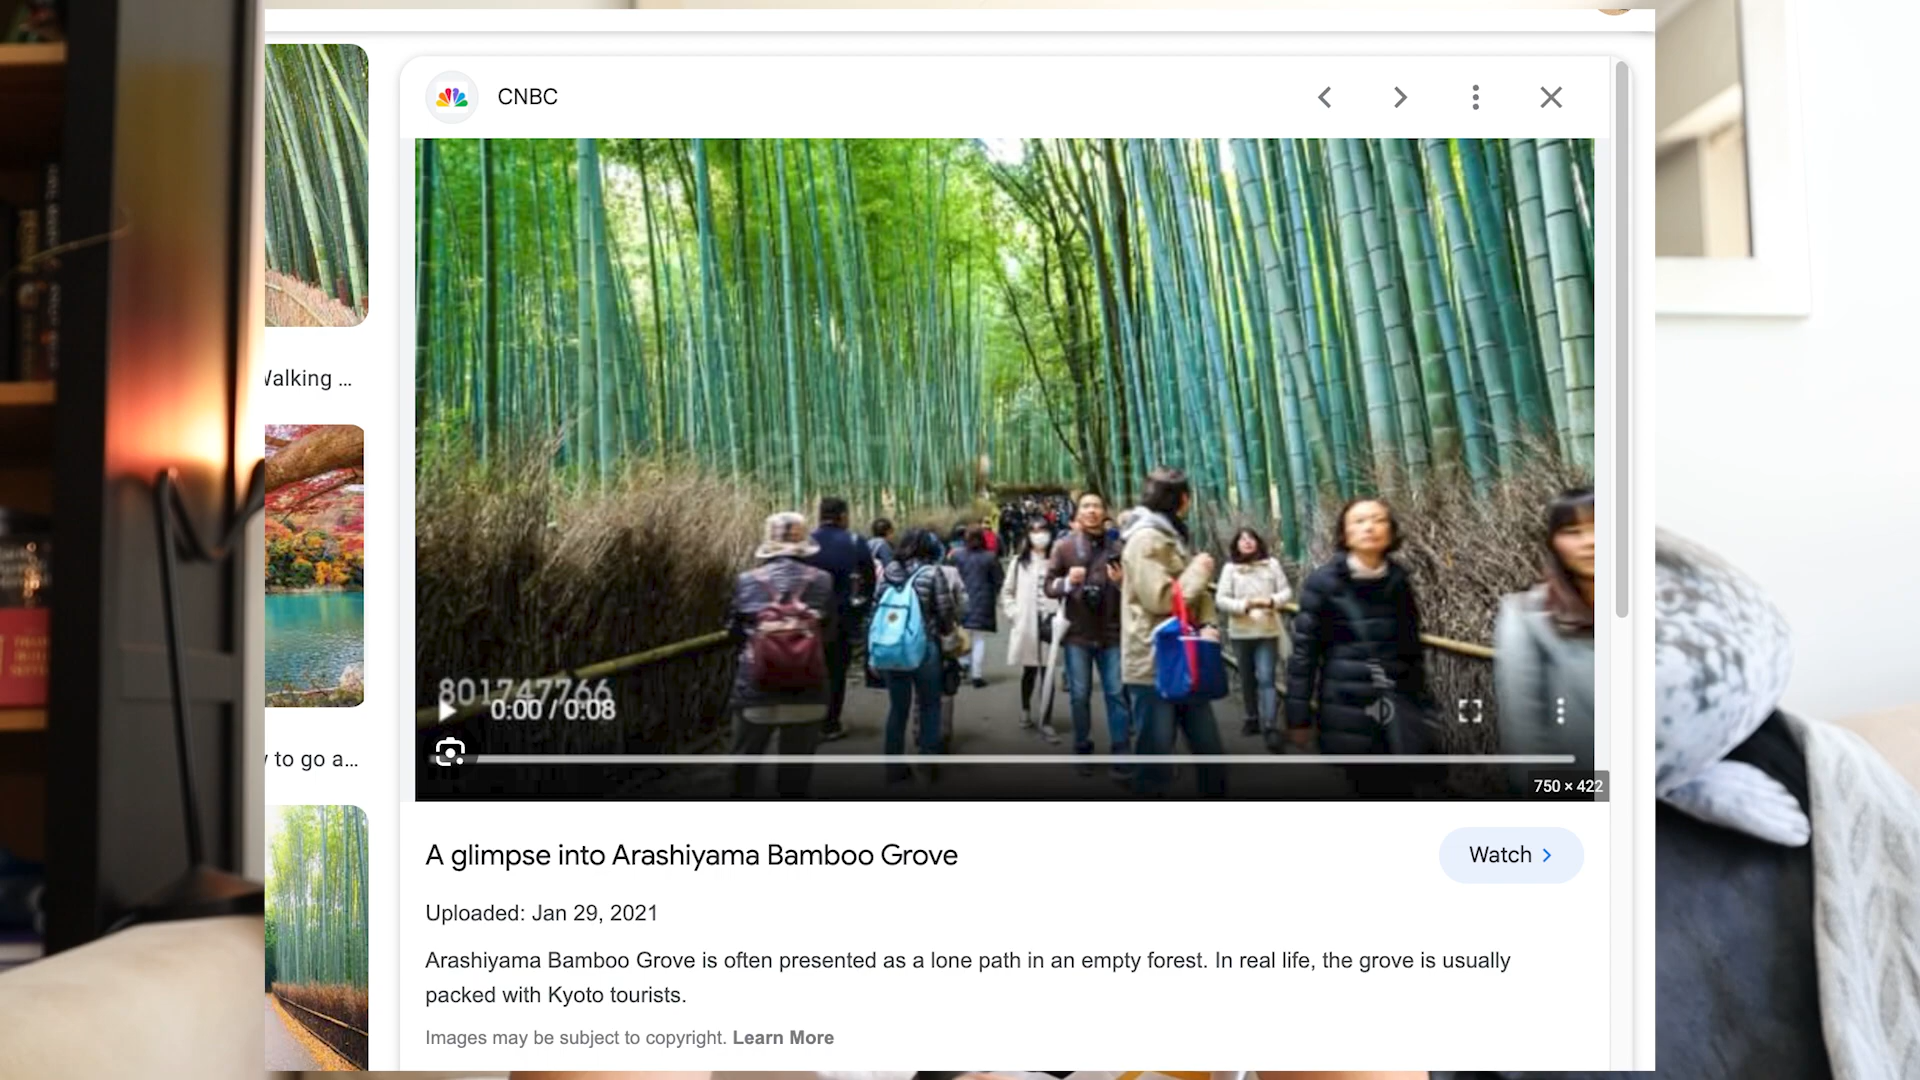 CNBC
801747766
0:00 / 0:08
750 × 422
alking ...
to go a...
A glimpse into Arashiyama Bamboo Grove
Watch
Uploaded: Jan 29, 2021
Arashiyama Bamboo Grove is often presented as a lone path in an empty forest. In real life, the grove is usually
packed with Kyoto tourists.
Images may be subject to copyright. Learn More